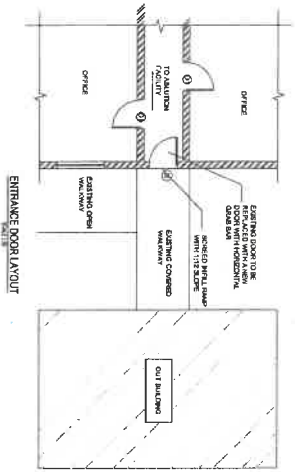 OFFICE
TO ABLUTION
FACILITY
OFFICE
EXISTING DOOR TO BE
REPLACED WITH A NEW
DOOR WITH HORIZONTAL
GRAB BAR
SCREED INFILL RAMP
WITH 1:12 SLOPE
EXISTING COVERED
WALKWAY
EXISTING OPEN
WALKWAY
OUT BUILDING
ENTRANCE DOOR LAYOUT